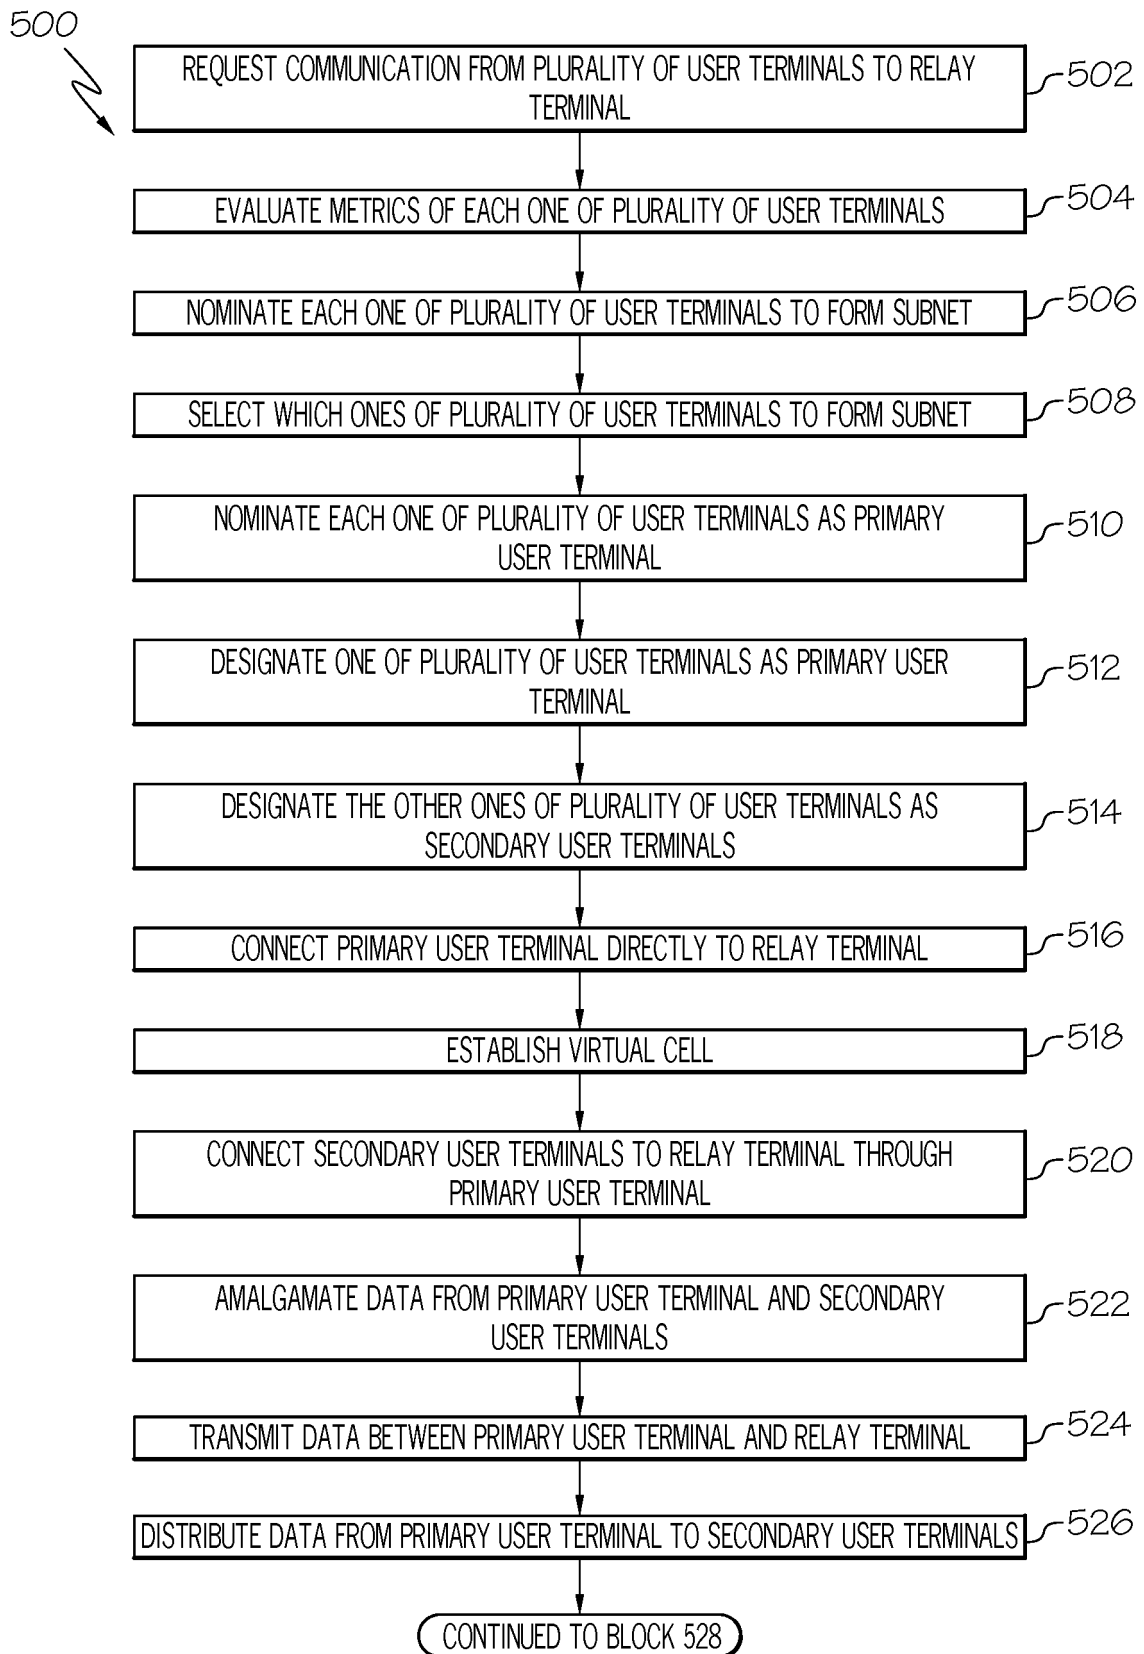 500
REQUEST COMMUNICATION FROM PLURALITY OF USER TERMINALS TO RELAY
TERMINAL
502
EVALUATE METRICS OF EACH ONE OF PLURALITY OF USER TERMINALS
504
NOMINATE EACH ONE OF PLURALITY OF USER TERMINALS TO FORM SUBNET
506
SELECT WHICH ONES OF PLURALITY OF USER TERMINALS TO FORM SUBNET
508
NOMINATE EACH ONE OF PLURALITY OF USER TERMINALS AS PRIMARY
USER TERMINAL
510
DESIGNATE ONE OF PLURALITY OF USER TERMINALS AS PRIMARY USER
TERMINAL
512
DESIGNATE THE OTHER ONES OF PLURALITY OF USER TERMINALS AS
SECONDARY USER TERMINALS
514
CONNECT PRIMARY USER TERMINAL DIRECTLY TO RELAY TERMINAL
516
ESTABLISH VIRTUAL CELL
518
CONNECT SECONDARY USER TERMINALS TO RELAY TERMINAL THROUGH
PRIMARY USER TERMINAL
520
AMALGAMATE DATA FROM PRIMARY USER TERMINAL AND SECONDARY
USER TERMINALS
522
TRANSMIT DATA BETWEEN PRIMARY USER TERMINAL AND RELAY TERMINAL
524
DISTRIBUTE DATA FROM PRIMARY USER TERMINAL TO SECONDARY USER TERMINALS
526
CONTINUED TO BLOCK 528